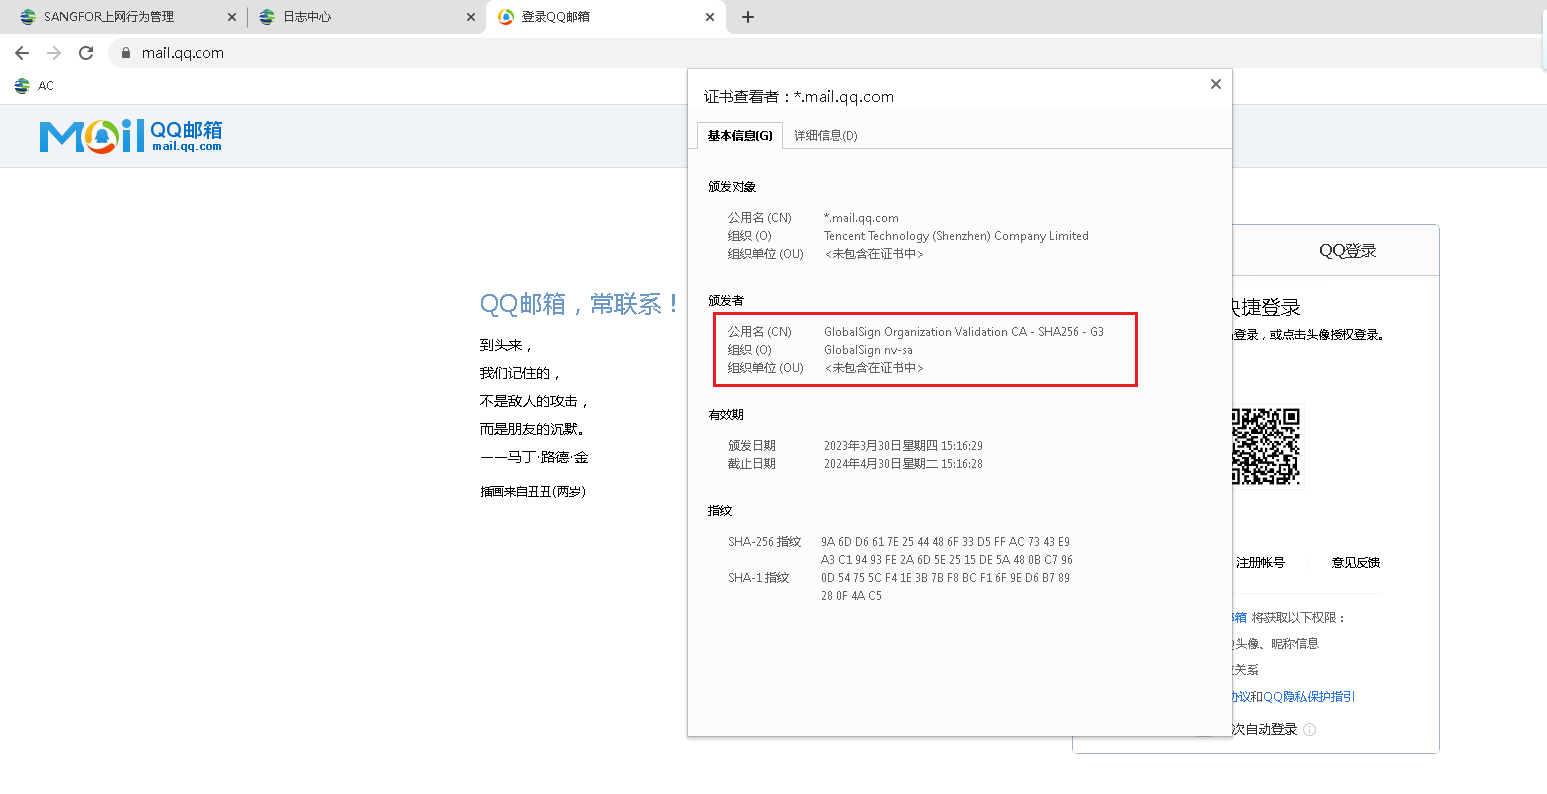 SANGFOR上网行为管理
日志中心
登录QQ邮箱
mail.qq.com
AC
Mail QQ邮箱
mail.qq.com
证书查看者：*.mail.qq.com
基本信息(G) 详细信息(D)
颁发对象
公用名 (CN) *.mail.qq.com
组织 (O) Tencent Technology (Shenzhen) Company Limited
组织单位 (OU) <未包含在证书中>
颁发者
公用名 (CN) GlobalSign Organization Validation CA - SHA256 - G3
组织 (O) GlobalSign nv-sa
组织单位 (OU) <未包含在证书中>
有效期
颁发日期 2023年3月30日星期四 15:16:29
截止日期 2024年4月30日星期二 15:16:28
指纹
SHA-256 指纹 9A 6D D6 61 7E 25 44 48 6F 33 D5 FF AC 73 43 E9
A3 C1 94 93 FE 2A 6D 5E 25 15 DE 5A 48 0B C7 96
SHA-1 指纹 0D 54 75 5C F4 1E 3B 7B F8 BC F1 6F 9E D6 B7 89
28 0F 4A C5
QQ邮箱，常联系！
到头来，
我们记住的，
不是敌人的攻击，
而是朋友的沉默。
——马丁·路德·金
插画来自丑丑(两岁)
QQ登录
捷登录
登录，或点击头像授权登录。
注册帐号
意见反馈
箱 将获取以下权限：
头像、昵称信息
关系
协议和QQ隐私保护指引
次自动登录